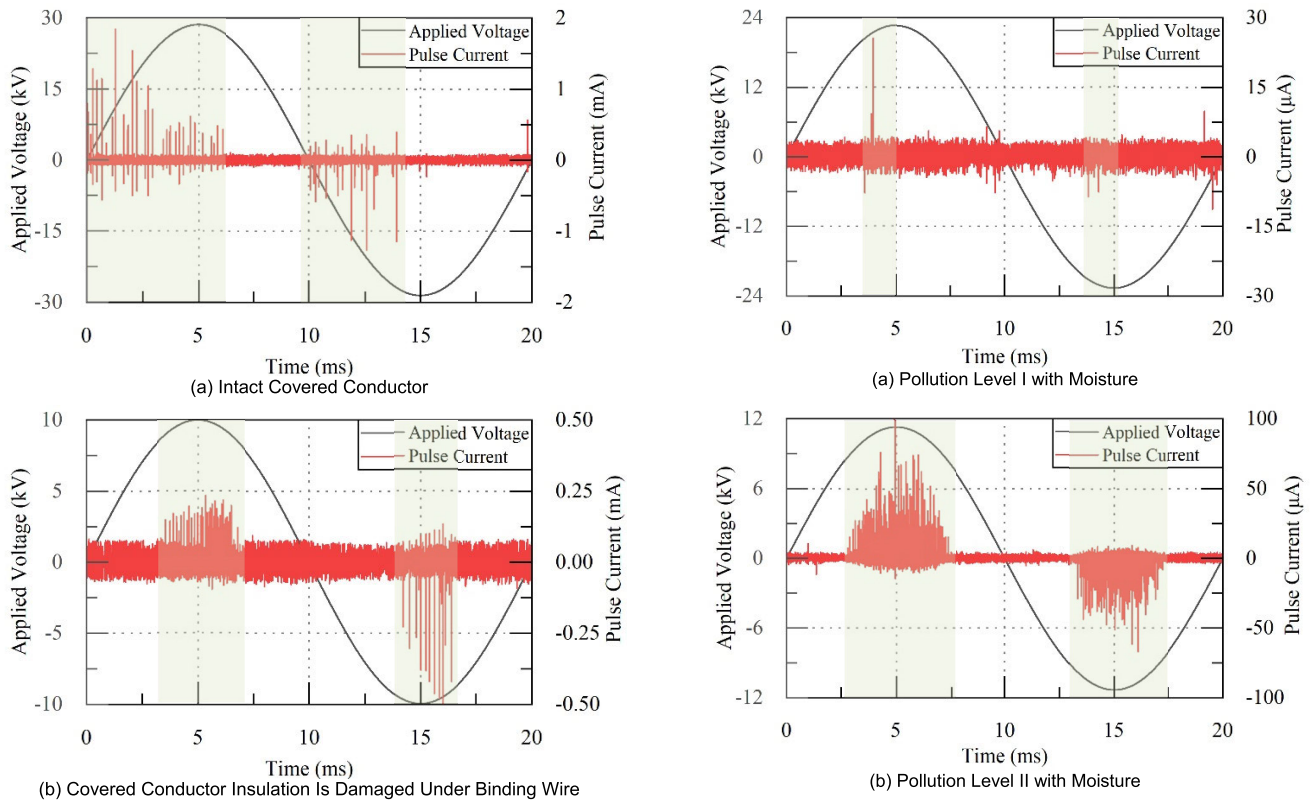 30
15
0
-15
-30
Applied Voltage (kV)
2
1
0
-1
-2
Pulse Current (mA)
Applied Voltage
Pulse Current
0
5
10
15
20
Time (ms)
(a) Intact Covered Conductor
24
12
0
-12
-24
Applied Voltage (kV)
30
15
0
-15
-30
Pulse Current (μA)
Applied Voltage
Pulse Current
0
5
10
15
20
Time (ms)
(a) Pollution Level I with Moisture
10
5
0
-5
-10
Applied Voltage (kV)
0.50
0.25
0.00
-0.25
-0.50
Pulse Current (mA)
Applied Voltage
Pulse Current
0
5
10
15
20
Time (ms)
(b) Covered Conductor Insulation Is Damaged Under Binding Wire
12
6
0
-6
-12
Applied Voltage (kV)
100
50
0
-50
-100
Pulse Current (μA)
Applied Voltage
Pulse Current
0
5
10
15
20
Time (ms)
(b) Pollution Level II with Moisture